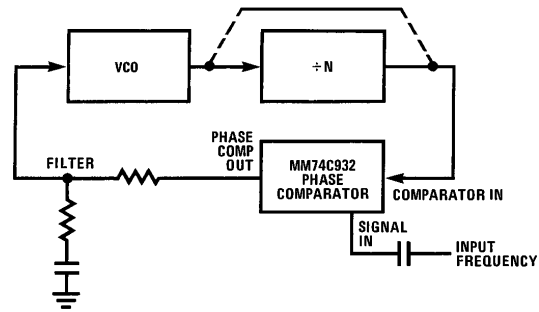 VCO
÷N
PHASE
COMP
OUT
MM74C932
PHASE
COMPARATOR
FILTER
COMPARATOR IN
SIGNAL
IN
INPUT
FREQUENCY